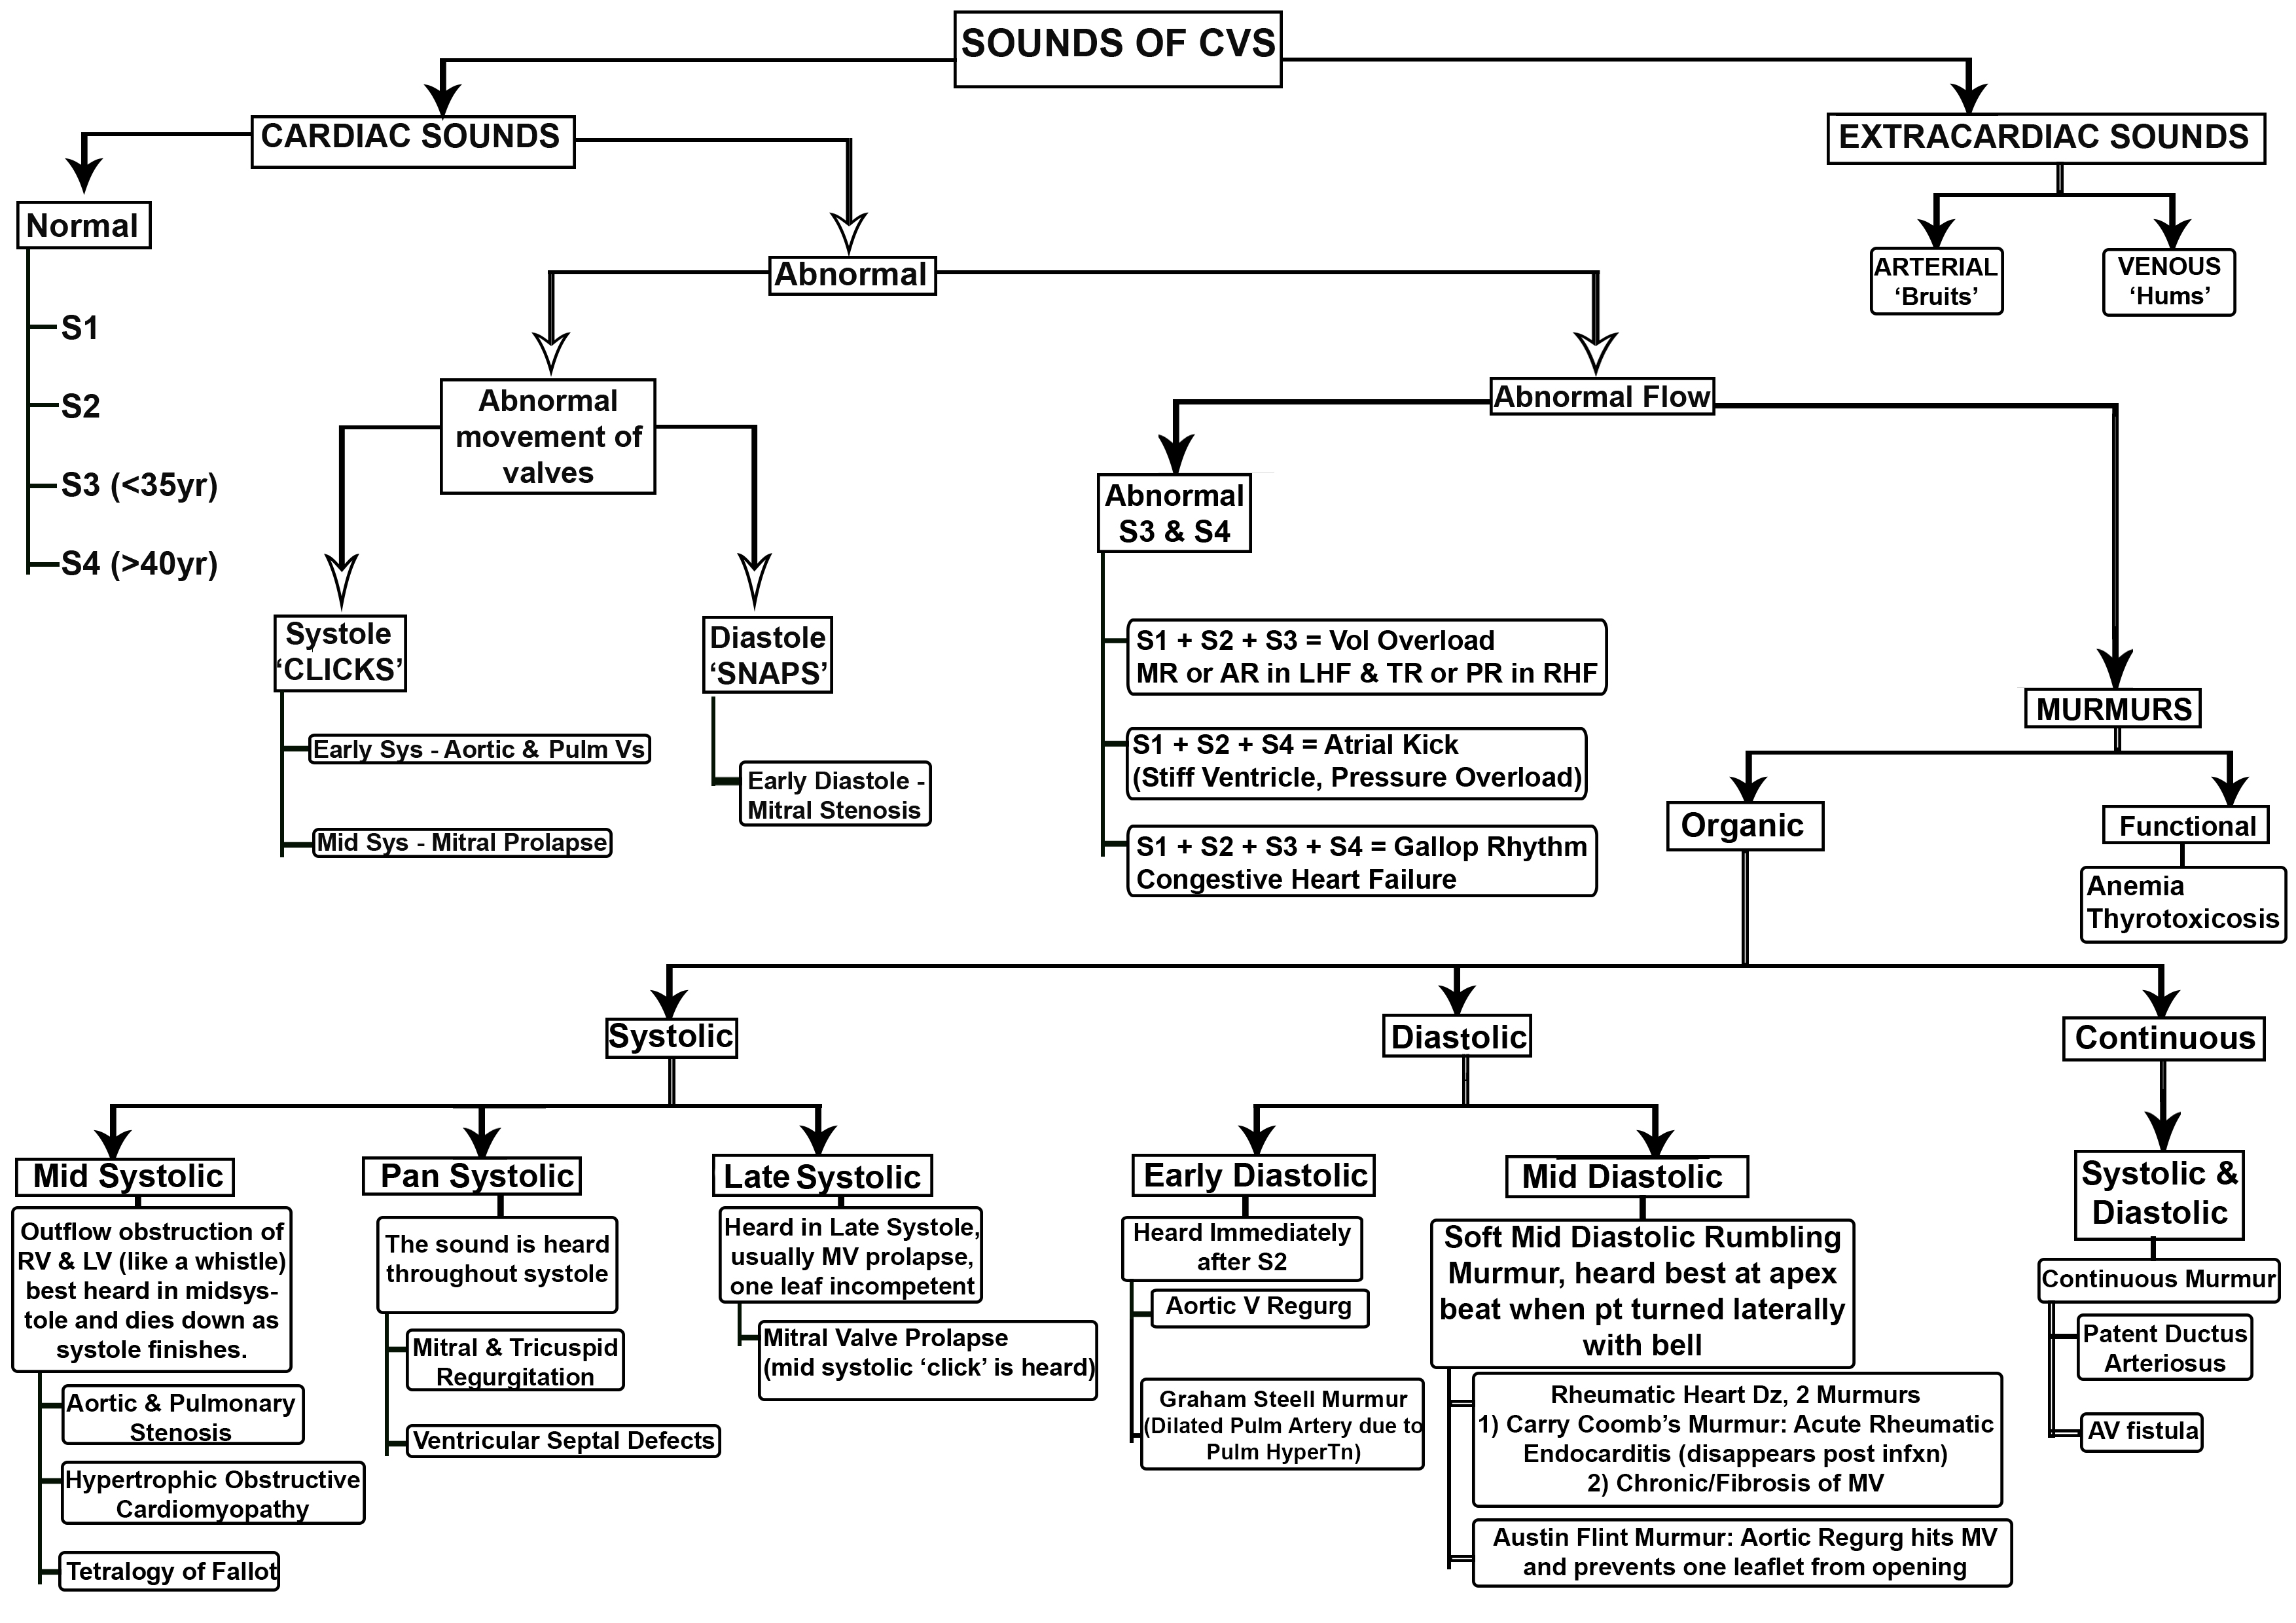 SOUNDS OF CVS
CARDIAC SOUNDS
EXTRACARDIAC SOUNDS
Normal
S1
S2
S3 (<35yr)
S4 (>40yr)
Abnormal
ARTERIAL
‘Bruits’
VENOUS
‘Hums’
Abnormal
movement of
valves
Abnormal Flow
Systole
‘CLICKS’
Early Sys - Aortic & Pulm Vs
Mid Sys - Mitral Prolapse
Diastole
‘SNAPS’
Early Diastole -
Mitral Stenosis
Abnormal
S3 & S4
S1 + S2 + S3 = Vol Overload
MR or AR in LHF & TR or PR in RHF
S1 + S2 + S4 = Atrial Kick
(Stiff Ventricle, Pressure Overload)
S1 + S2 + S3 + S4 = Gallop Rhythm
Congestive Heart Failure
MURMURS
Organic
Functional
Anemia
Thyrotoxicosis
Systolic
Diastolic
Continuous
Mid Systolic
Outflow obstruction of
RV & LV (like a whistle)
best heard in midsys-
tole and dies down as
systole finishes.
Aortic & Pulmonary
Stenosis
Hypertrophic Obstructive
Cardiomyopathy
Tetralogy of Fallot
Pan Systolic
The sound is heard
throughout systole
Mitral & Tricuspid
Regurgitation
Ventricular Septal Defects
Late Systolic
Heard in Late Systole,
usually MV prolapse,
one leaf incompetent
Mitral Valve Prolapse
(mid systolic ‘click’ is heard)
Early Diastolic
Heard Immediately
after S2
Aortic V Regurg
Graham Steell Murmur
(Dilated Pulm Artery due to
Pulm HyperTn)
Mid Diastolic
Soft Mid Diastolic Rumbling
Murmur, heard best at apex
beat when pt turned laterally
with bell
Rheumatic Heart Dz, 2 Murmurs
1) Carry Coomb’s Murmur: Acute Rheumatic
Endocarditis (disappears post infxn)
2) Chronic/Fibrosis of MV
Austin Flint Murmur: Aortic Regurg hits MV
and prevents one leaflet from opening
Systolic &
Diastolic
Continuous Murmur
Patent Ductus
Arteriosus
AV fistula